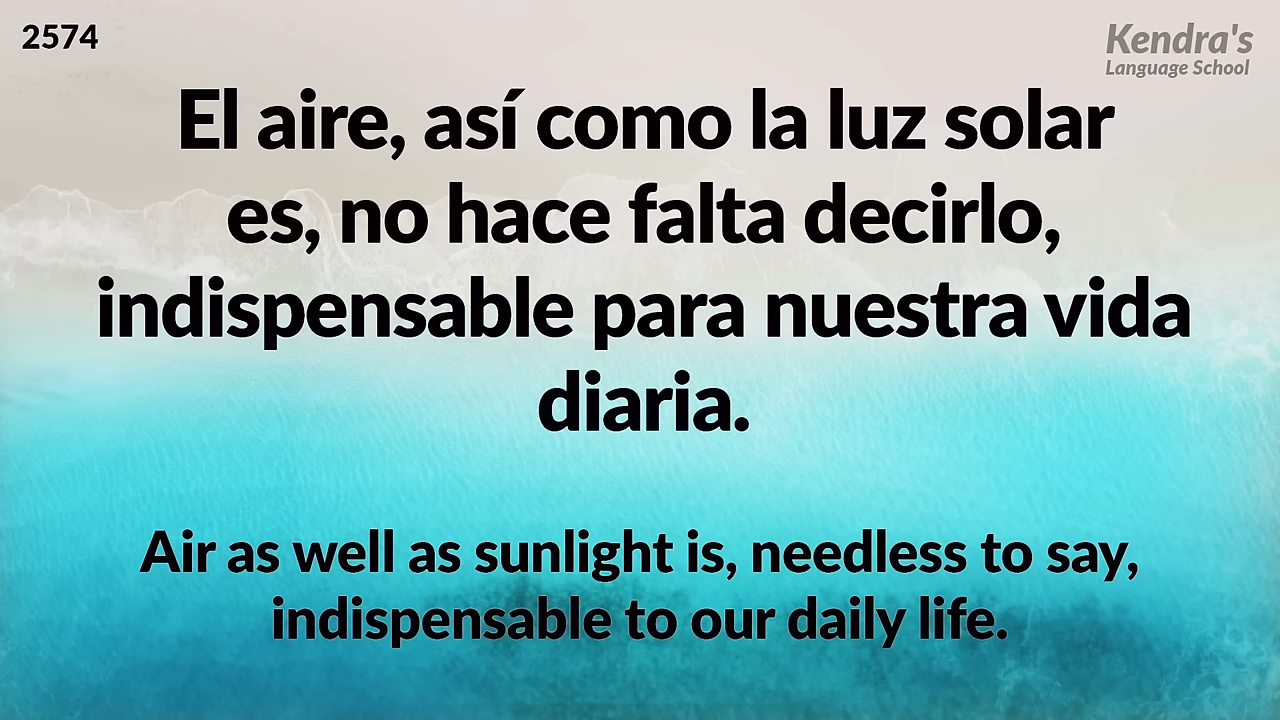 2574
Kendra's
Language School
El aire, así como la luz solar
es, no hace falta decirlo,
indispensable para nuestra vida
diaria.
Air as well as sunlight is, needless to say,
indispensable to our daily life.